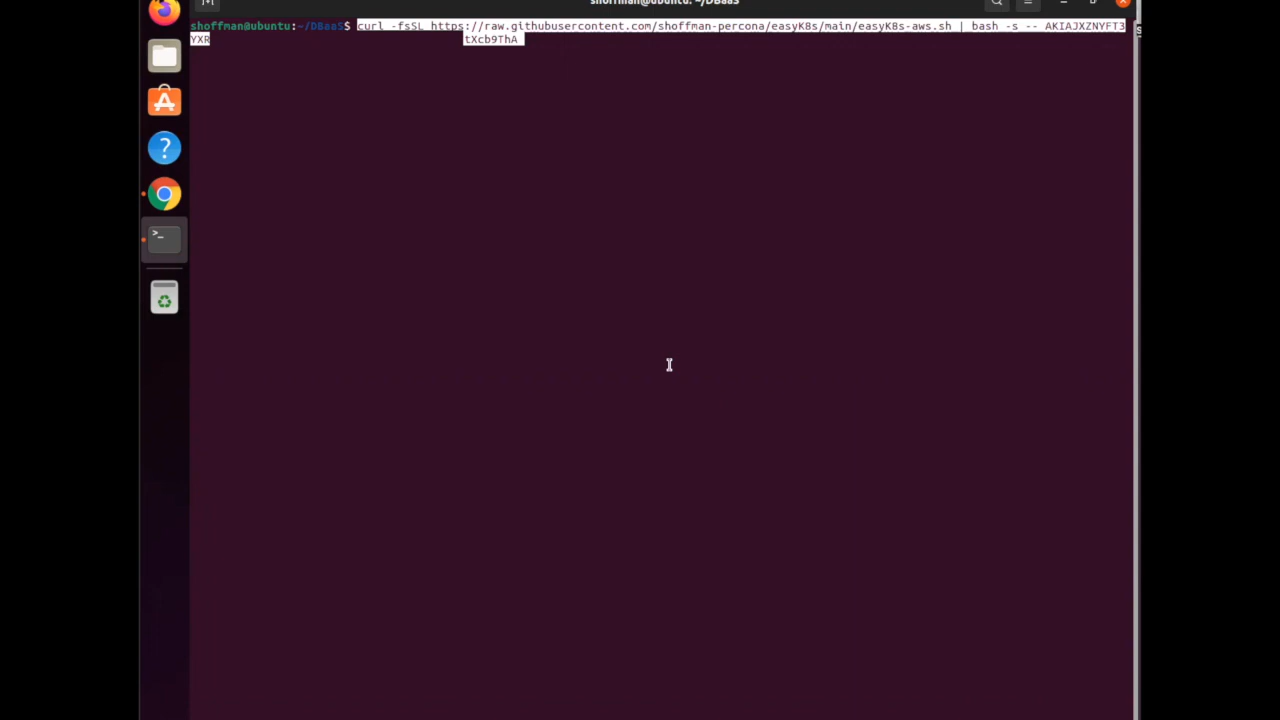 shoffman@ubuntu: ~/DBaaS
shoffman@ubuntu:~/DBaaS$ curl -fsSL https://raw.githubusercontent.com/shoffman-percona/easyK8s/main/easyK8s-aws.sh | bash -s -- AKIAJXZNYFT3
YXR tXcb9ThA